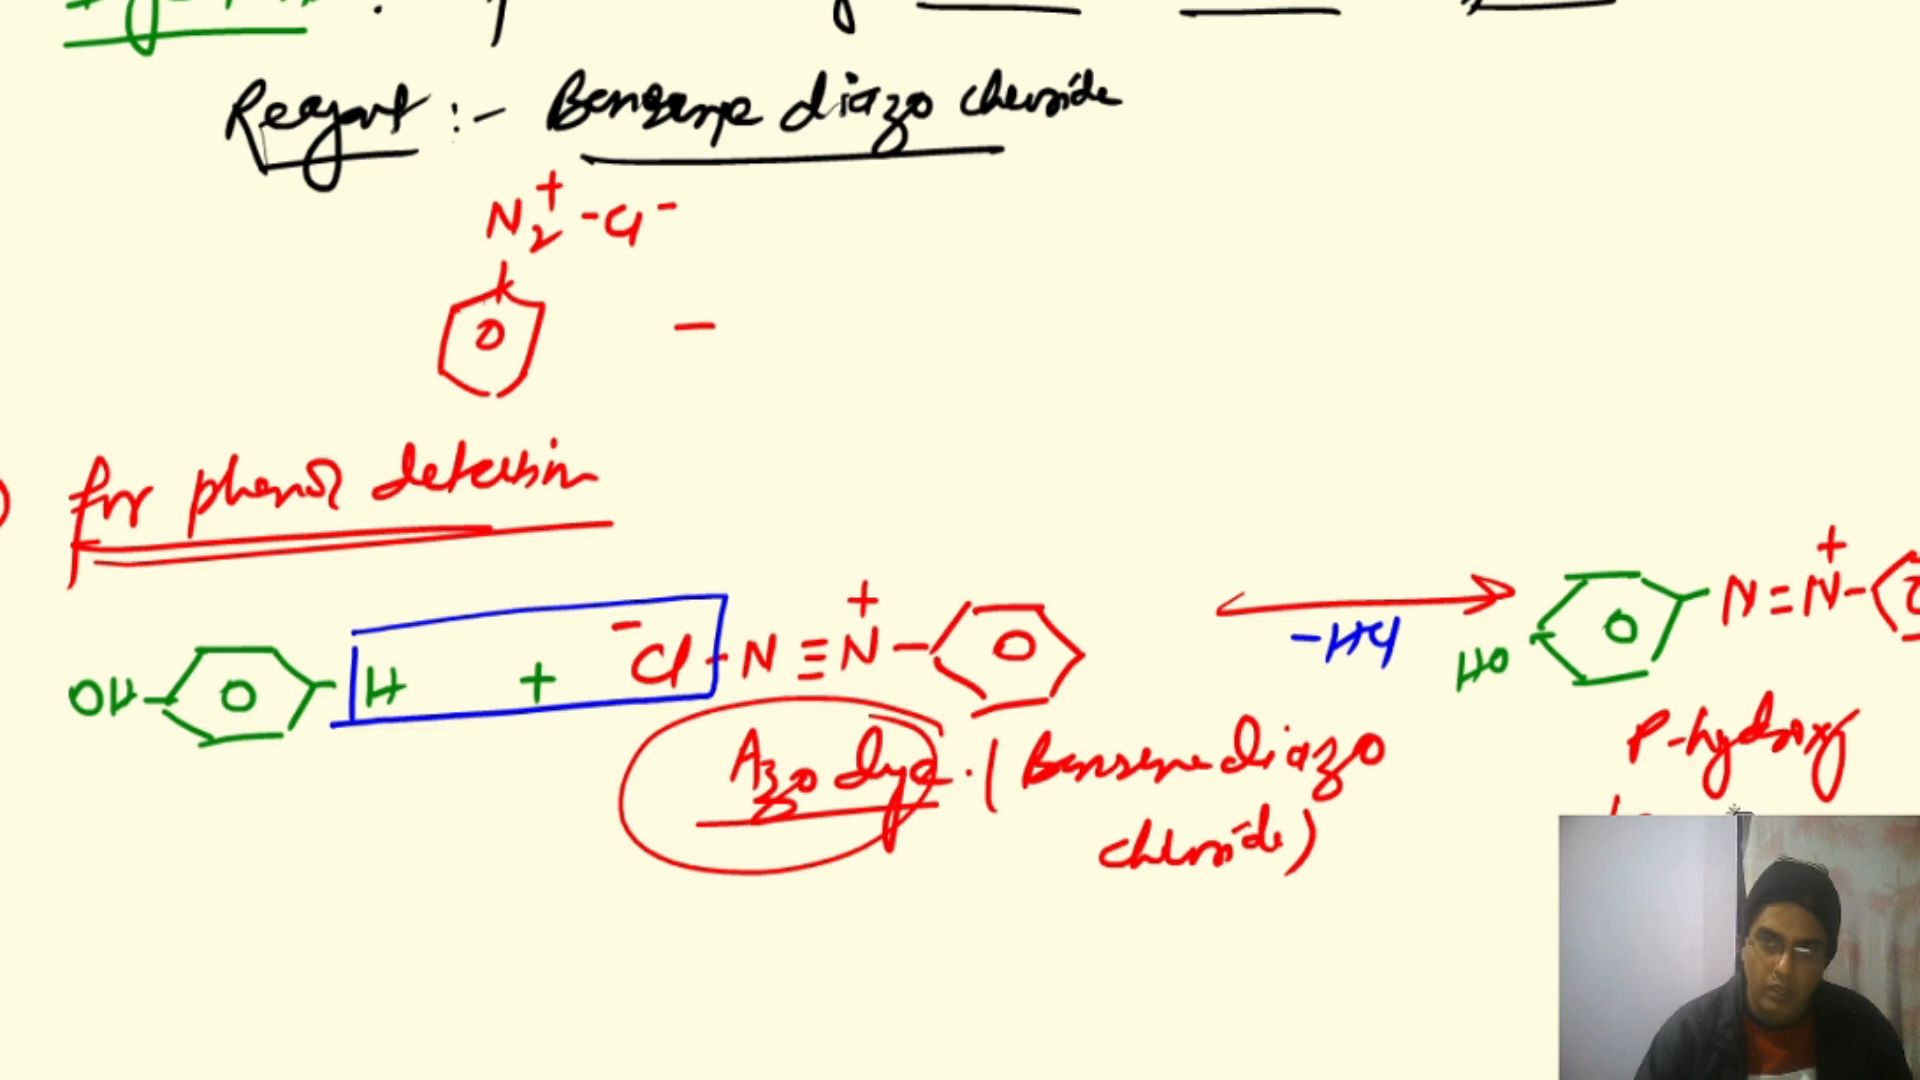 Reagent :- Benzene diazo chloride
N2+ -Cl-
for phenol detection
OH H + -Cl-N≡N+- -HCl HO N=N+-
Azo dye. (Benzene diazo
chloride)
P-hydroxy